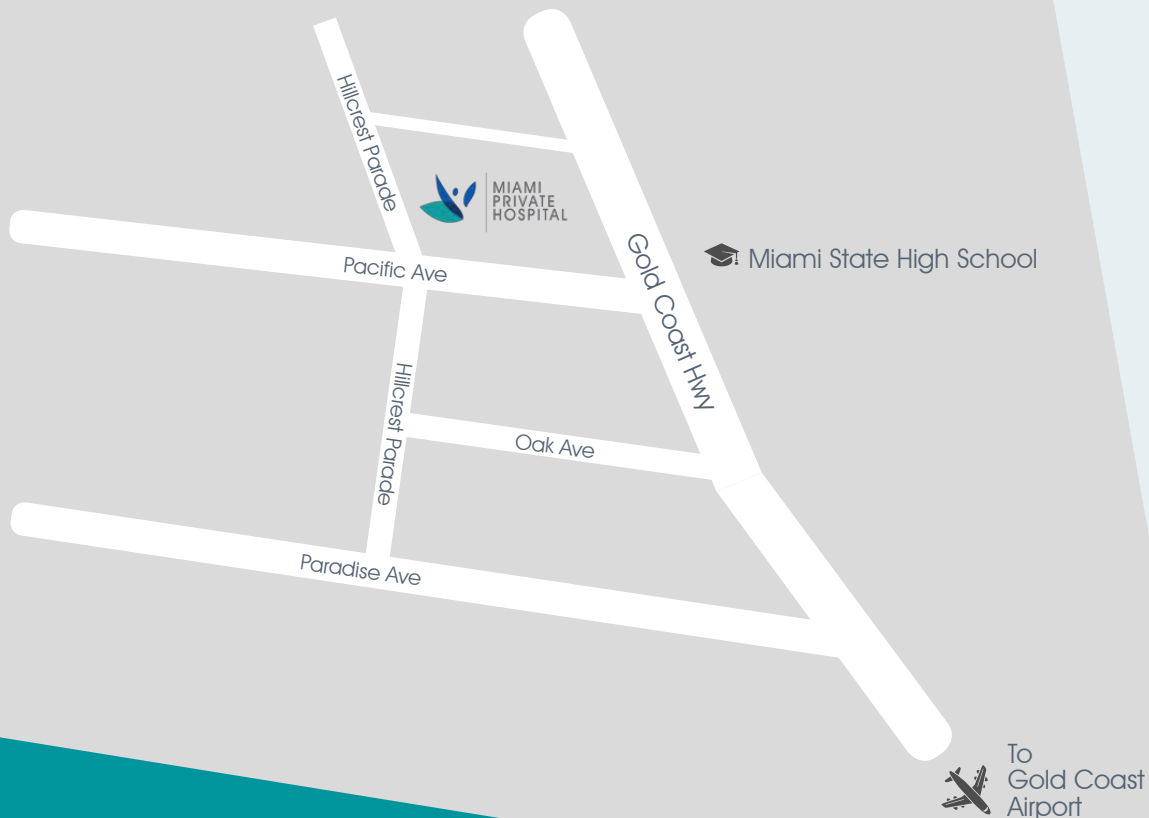 Hillcrest Parade
MIAMI
PRIVATE
HOSPITAL
Pacific Ave
Gold Coast Hwy
Miami State High School
Hillcrest Parade
Oak Ave
Paradise Ave
To
Gold Coast
Airport